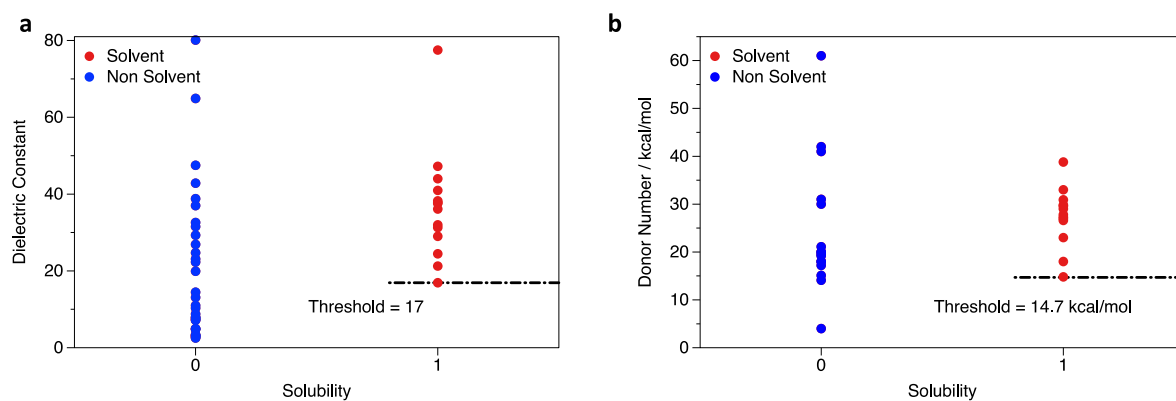 a
80
60
40
20
0
Dielectric Constant
Solvent
Non Solvent
Threshold = 17
0
1
Solubility
b
60
50
40
30
20
10
0
Donor Number / kcal/mol
Solvent
Non Solvent
Threshold = 14.7 kcal/mol
0
1
Solubility